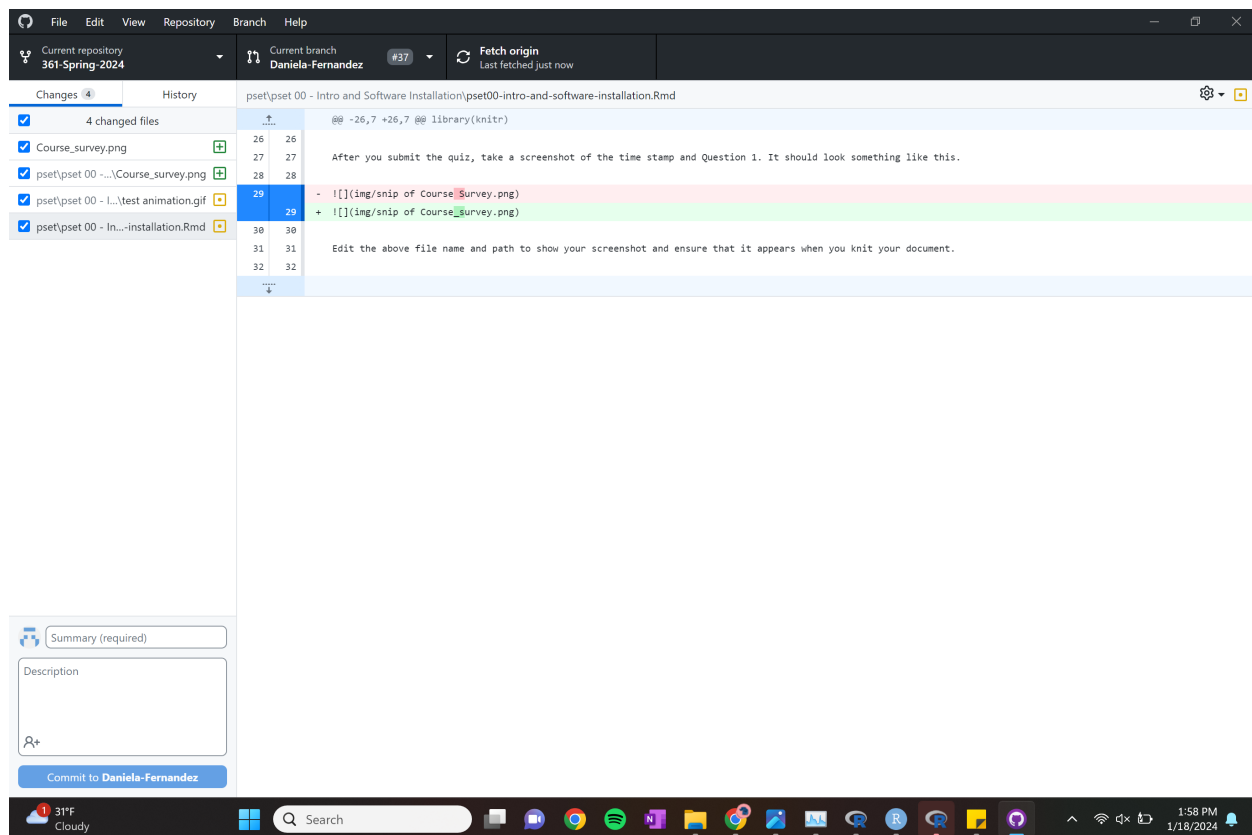 File Edit View Repository Branch Help
Current repository
361-Spring-2024
Current branch
Daniela-Fernandez
#37
Fetch origin
Last fetched just now
Changes 4 History
4 changed files
Course_survey.png
pset\pset 00 -...\Course_survey.png
pset\pset 00 - I...\test animation.gif
pset\pset 00 - In...-installation.Rmd
pset\pset 00 - Intro and Software Installation\pset00-intro-and-software-installation.Rmd
@@ -26,7 +26,7 @@ library(knitr)
26 26
27 27 After you submit the quiz, take a screenshot of the time stamp and Question 1. It should look something like this.
28 28
29 - ![](img/snip of Course Survey.png)
29 + ![](img/snip of Course_survey.png)
30 30
31 31 Edit the above file name and path to show your screenshot and ensure that it appears when you knit your document.
32 32
Summary (required)
Description
Commit to Daniela-Fernandez
1
31°F
Cloudy
Search
N
R
1:58 PM
1/18/2024